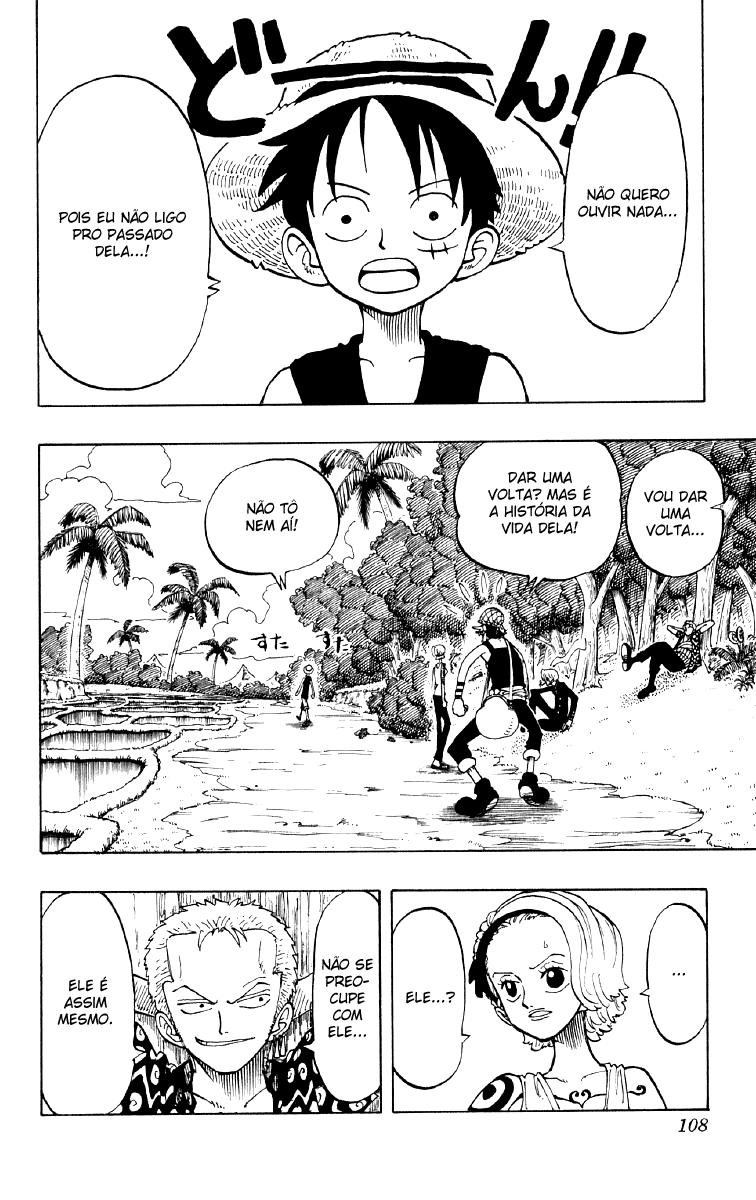 どん!!
NÃO QUERO
OUVIR NADA...
POIS EU NÃO LIGO
PRO PASSADO
DELA...!
VOU DAR
UMA
VOLTA...
DAR UMA
VOLTA? MAS É
A HISTÓRIA DA
VIDA DELA!
NÃO TÔ
NEM AÍ!
すた
すた
...
ELE...?
NÃO SE
PREO-
CUPE
COM
ELE...
ELE É
ASSIM
MESMO.
108